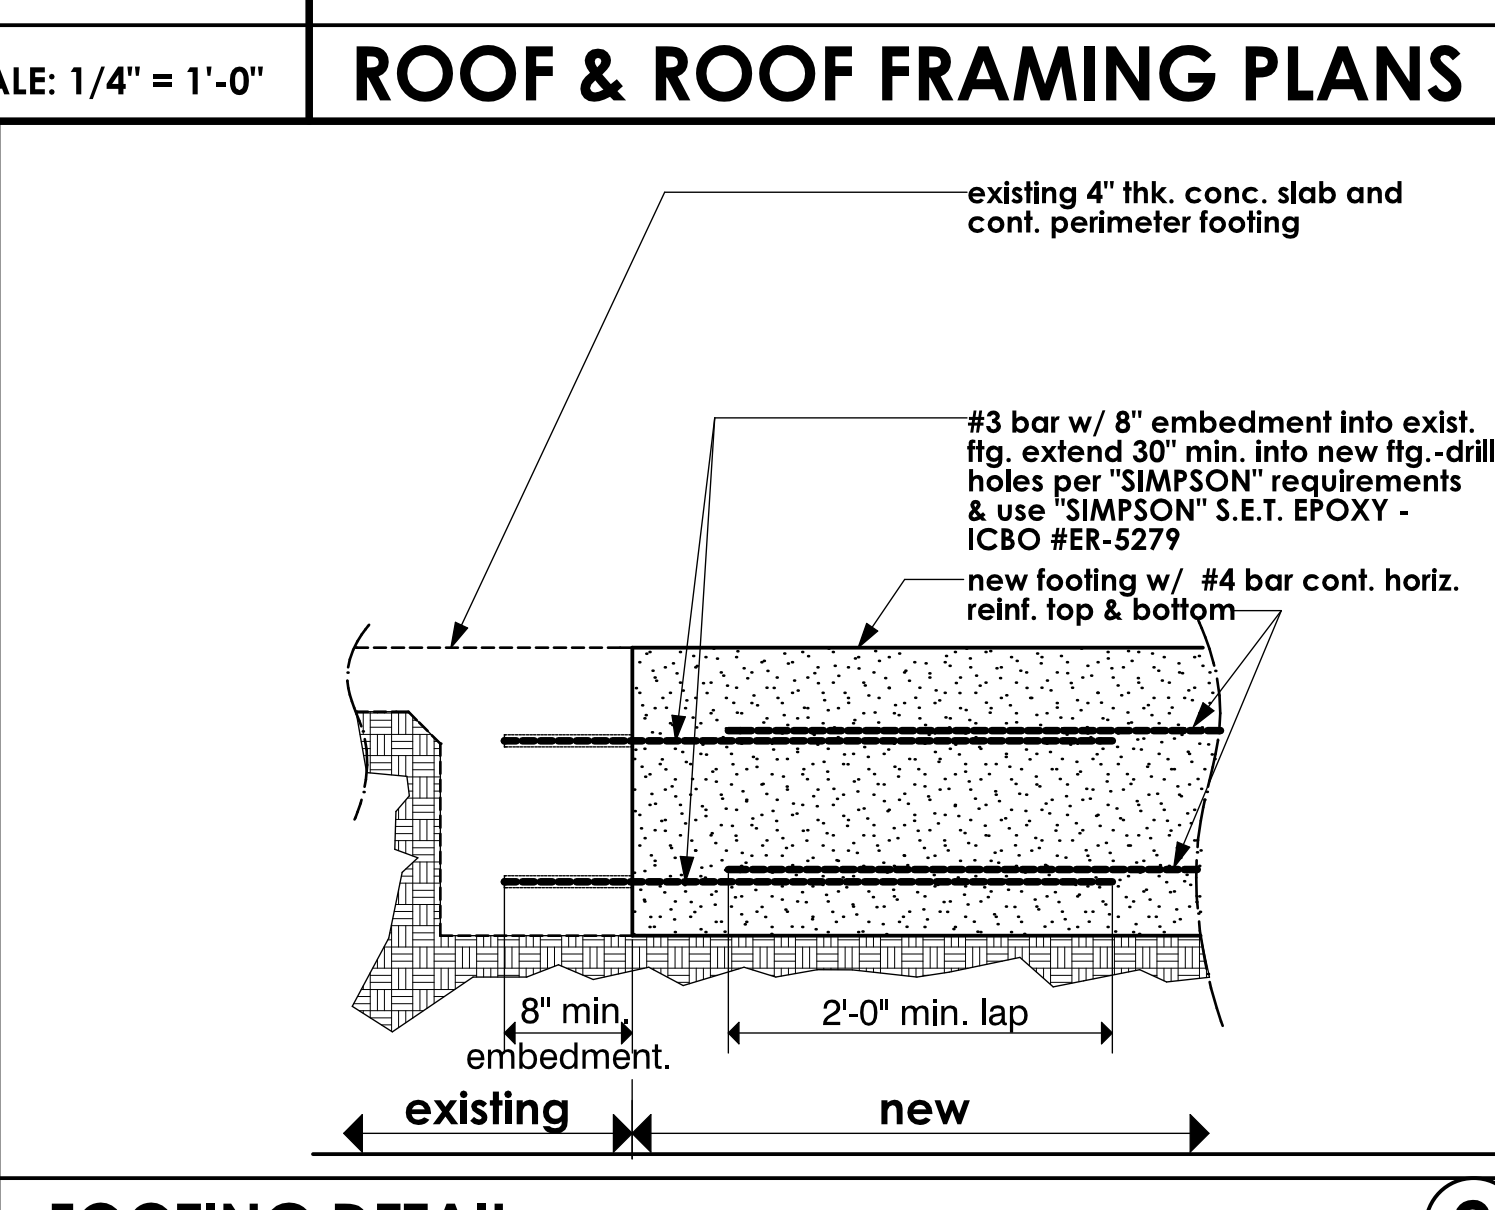 ALE: 1/4" = 1'-0"
ROOF & ROOF FRAMING PLANS
existing 4" thk. conc. slab and
cont. perimeter footing
#3 bar w/ 8" embedment into exist.
ftg. extend 30" min. into new ftg.-drill
holes per "SIMPSON" requirements
& use "SIMPSON" S.E.T. EPOXY -
ICBO #ER-5279
new footing w/ #4 bar cont. horiz.
reinf. top & bottom
8" min.
embedment.
2'-0" min. lap
existing
new
FOOTING DETAIL